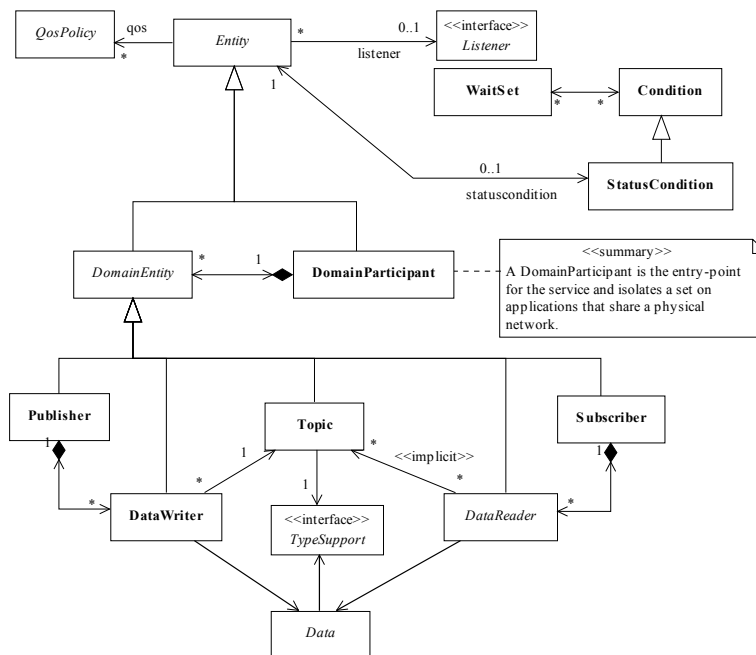 QosPolicy
qos
*
Entity
*
0..1
listener
<<interface>>
Listener
1
WaitSet
*
*
Condition
0..1
statuscondition
StatusCondition
DomainEntity
*
1
DomainParticipant
<<summary>>
A DomainParticipant is the entry-point
for the service and isolates a set on
applications that share a physical
network.
Publisher
1
*
Topic
Subscriber
1
*
1
*
DataWriter
*
<<implicit>>
*
DataReader
1
<<interface>>
TypeSupport
Data